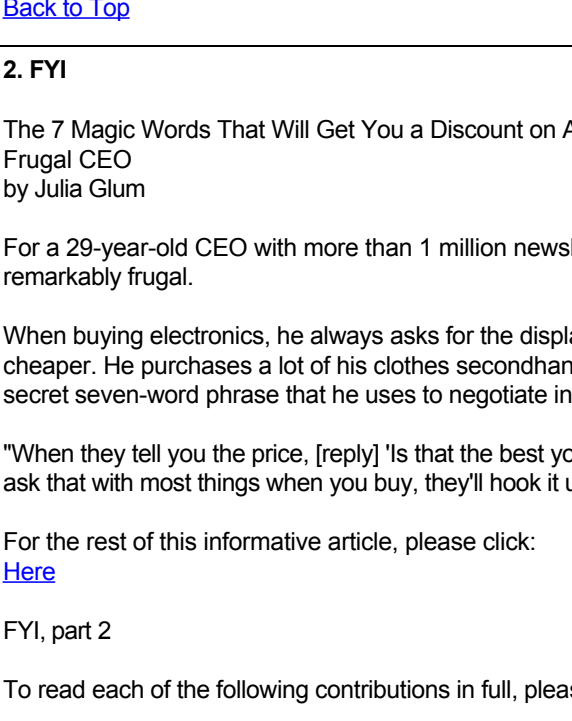 Back to Top
2. FYI
The 7 Magic Words That Will Get You a Discount on
Frugal CEO
by Julia Glum
For a 29-year-old CEO with more than 1 million
remarkably frugal.
When buying electronics, he always asks for the
cheaper. He purchases a lot of his clothes
secret seven-word phrase that he uses to negotiate in
"When they tell you the price, [reply] 'Is that the best
ask that with most things when you buy, they'll hook it
For the rest of this informative article, please click:
Here
FYI, part 2
To read each of the following contributions in full,